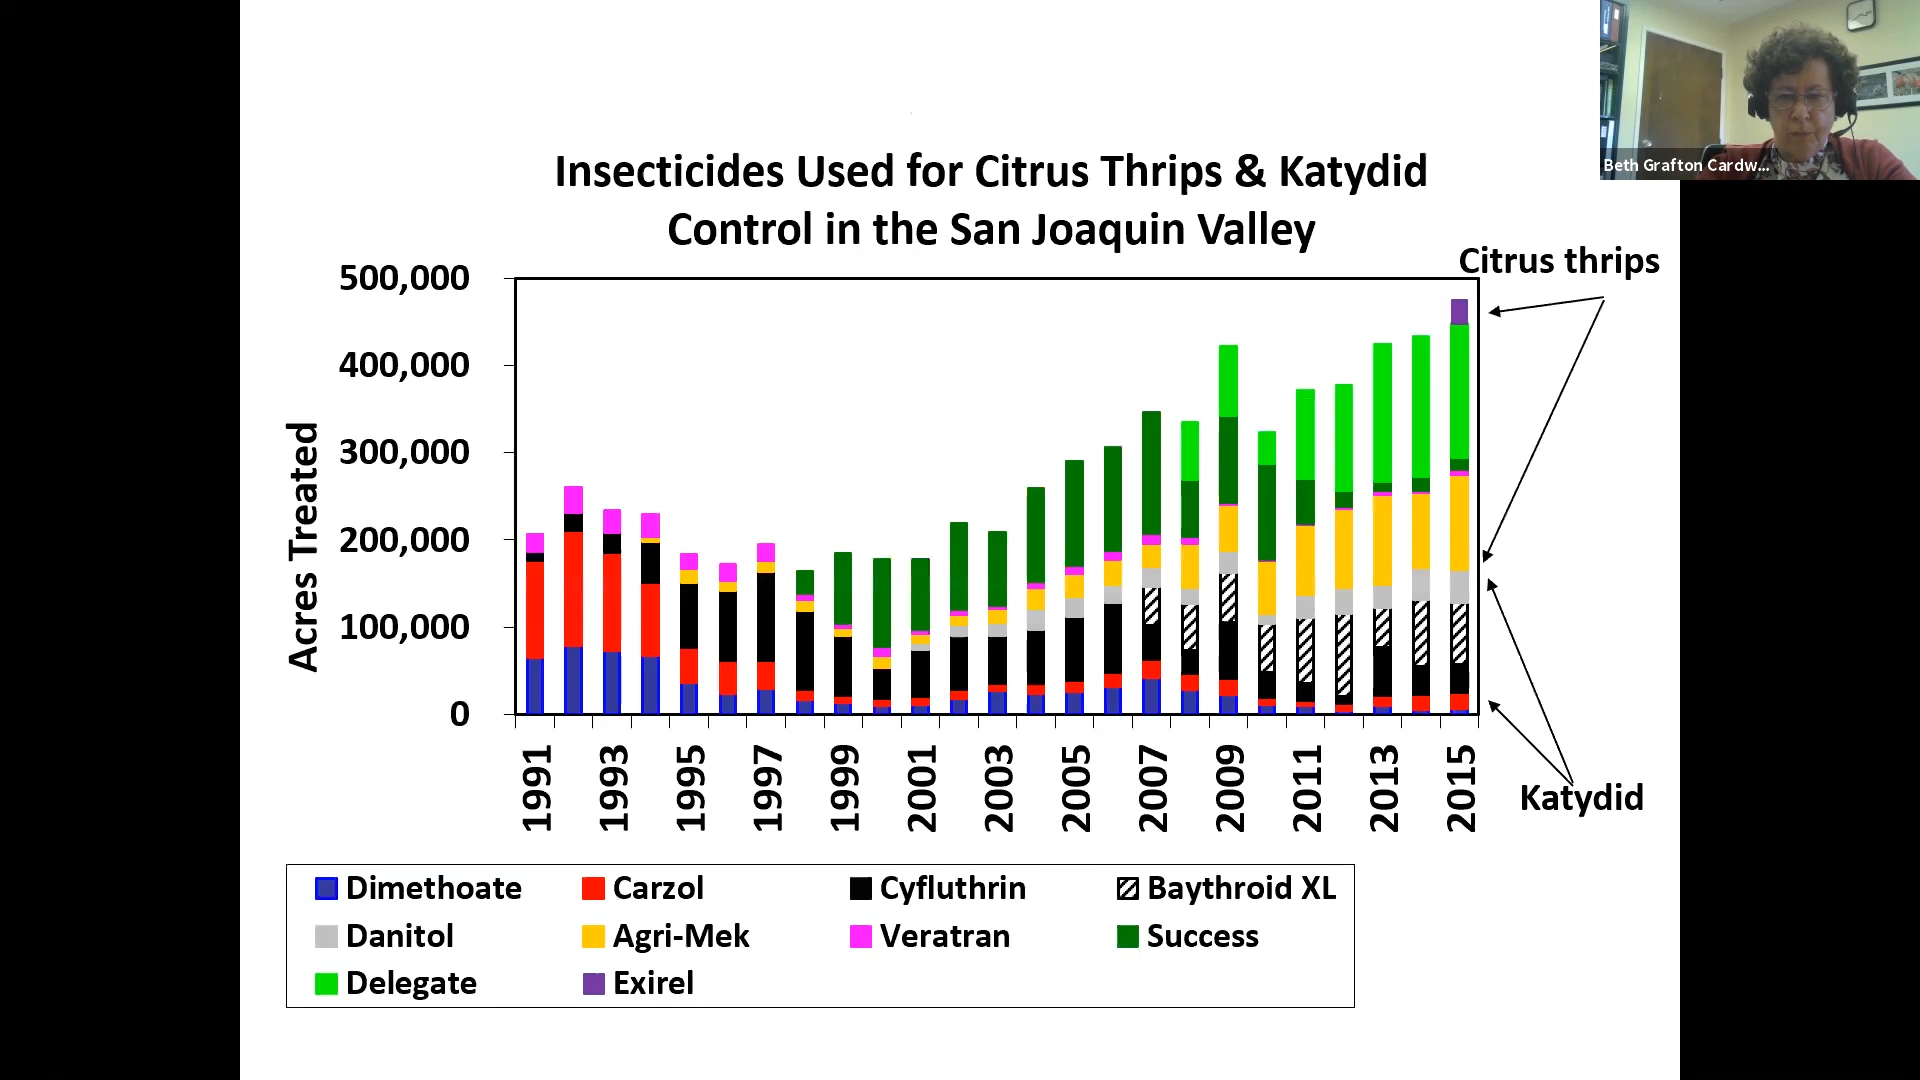 Beth Grafton Cardw...
Insecticides Used for Citrus Thrips & Katydid
Control in the San Joaquin Valley
Citrus thrips
500,000
400,000
300,000
200,000
100,000
0
Acres Treated
1991
1993
1995
1997
1999
2001
2003
2005
2007
2009
2011
2013
2015
Katydid
Dimethoate
Carzol
Cyfluthrin
Baythroid XL
Danitol
Agri-Mek
Veratran
Success
Delegate
Exirel